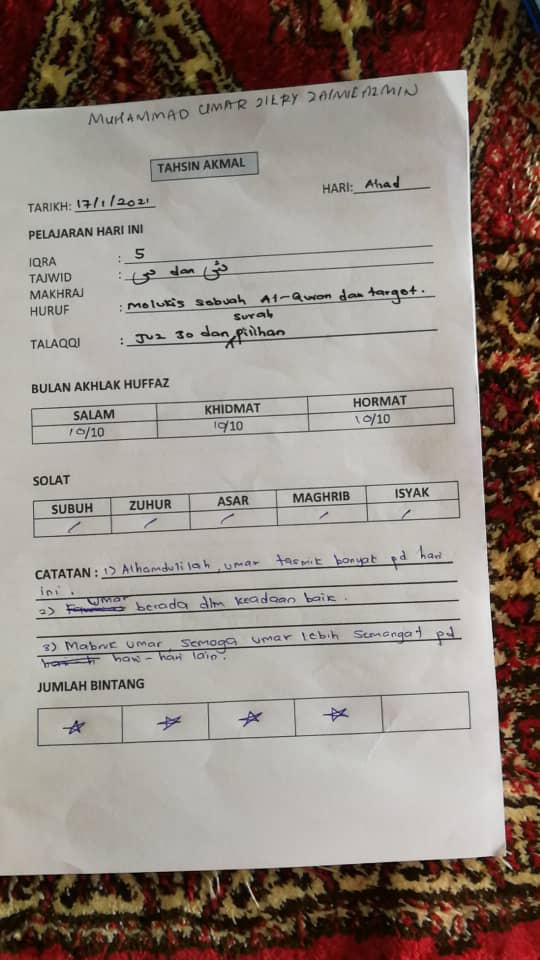 MUHAMMAD UMAR ZIERY ZAIMIE AZMIN
TAHSIN AKMAL
TARIKH: 17/1/2021 HARI: Ahad
PELAJARAN HARI INI
IQRA : 5
TAJWID : dan
MAKHRAJ
HURUF : Melukis sebuah Al-Quran dan target.
surah
TALAQQI : Juz 30 dan pilihan
BULAN AKHLAK HUFFAZ
SALAM KHIDMAT HORMAT
10/10 10/10 10/10
SOLAT
SUBUH ZUHUR ASAR MAGHRIB ISYAK
/ / / / /
CATATAN : 1) Alhamdulilah, umar tasmik banyak pd hari
ini.
umar
2) berada dlm keadaan baik.
3) Mabruk umar, semoga umar lebih semangat pd
hari-hari lain.
JUMLAH BINTANG